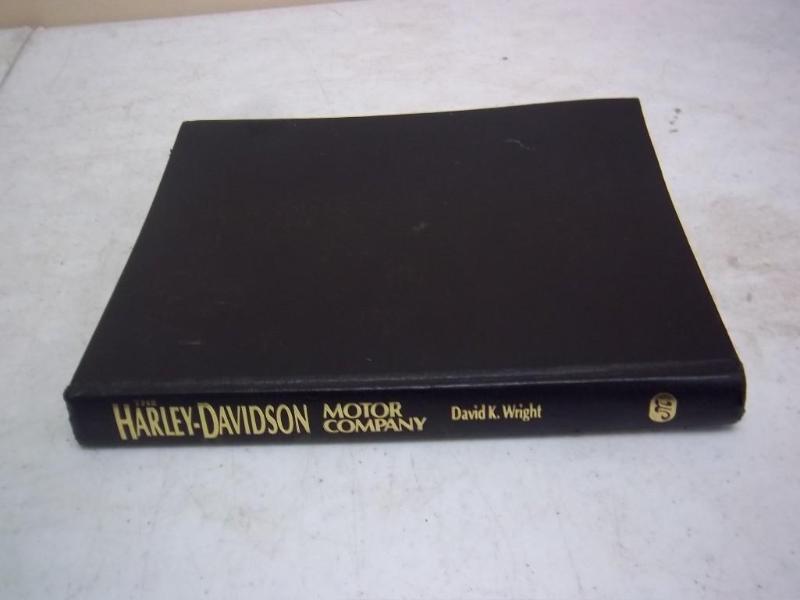 THE
HARLEY-DAVIDSON
MOTOR
COMPANY
David K. Wright